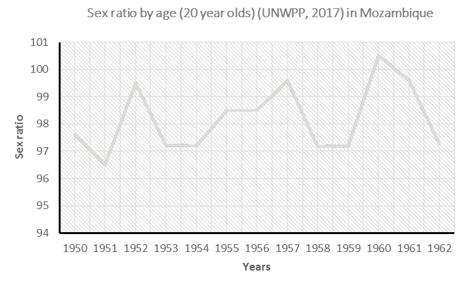 Sex ratio by age (20 year olds) (UNWPP, 2017) in Mozambique
101
100
99
98
97
96
95
94
Sex ratio
1950 1951 1952 1953 1954 1955 1956 1957 1958 1959 1960 1961 1962
Years